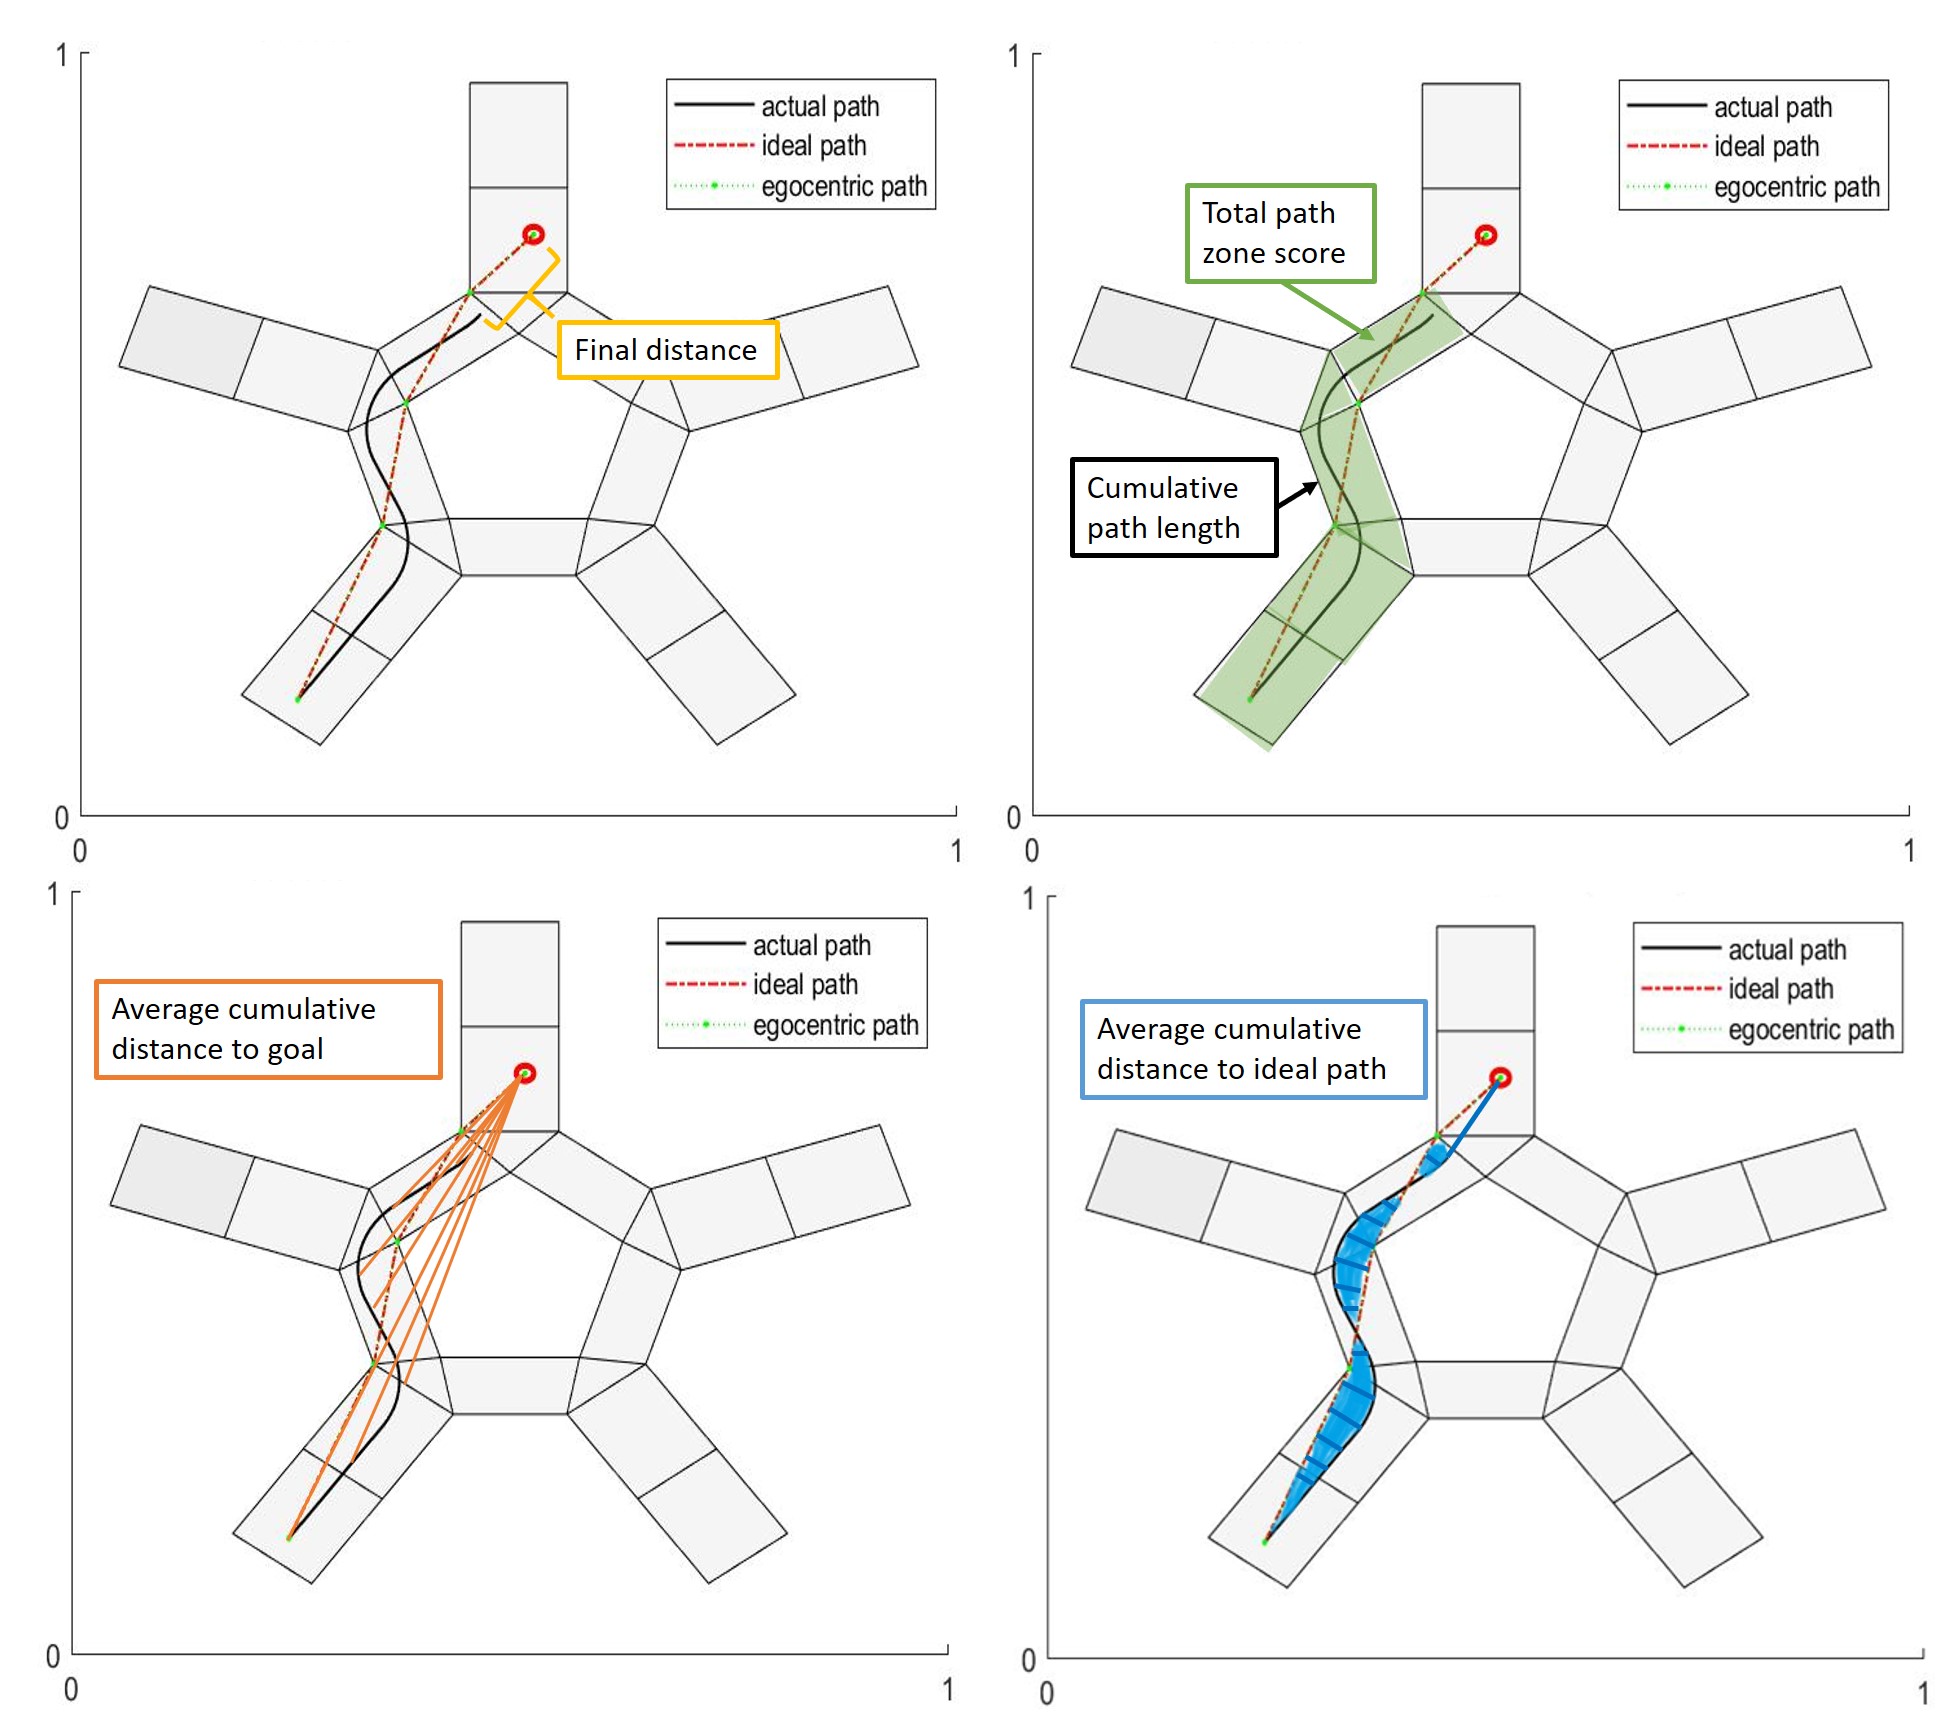 1
actual path
ideal path
egocentric path
Final distance
0
0
1
1
actual path
ideal path
egocentric path
Total path
zone score
Cumulative
path length
0
0
1
1
actual path
ideal path
egocentric path
Average cumulative
distance to goal
0
0
1
1
actual path
ideal path
egocentric path
Average cumulative
distance to ideal path
0
0
1